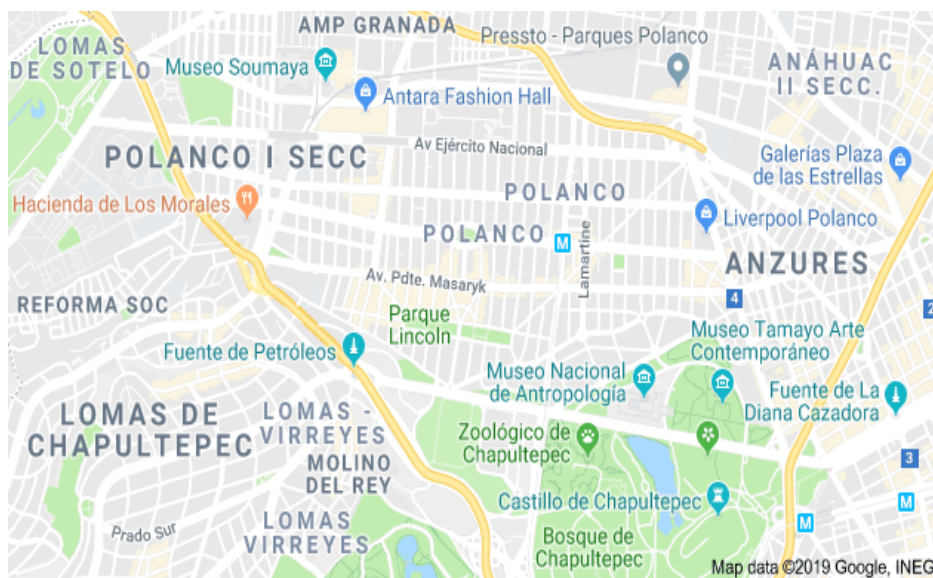 AMP GRANADA
Pressto - Parques Polanco
LOMAS
DE SOTELO
Museo Soumaya
ANÁHUAC
II SECC.
Antara Fashion Hall
Av Ejército Nacional
POLANCO I SECC
Galerías Plaza
de las Estrellas
POLANCO
Hacienda de Los Morales
Liverpool Polanco
POLANCO
M
Lamartine
ANZURES
Av. Pdte. Masaryk
4
2
REFORMA SOC
Parque
Lincoln
Museo Tamayo Arte
Contemporáneo
Fuente de Petróleos
Museo Nacional
de Antropología
Fuente de La
Diana Cazadora
LOMAS DE
CHAPULTEPEC
LOMAS -
VIRREYES
Zoológico de
Chapultepec
MOLINO
DEL REY
3
Castillo de Chapultepec
M
M
Prado Sur
LOMAS
VIRREYES
Bosque de
Chapultepec
Map data ©2019 Google, INEG